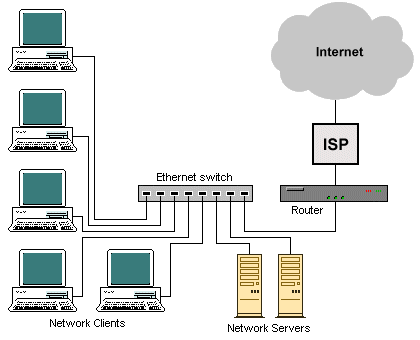 Internet
ISP
Ethernet switch
Router
Network Clients
Network Servers